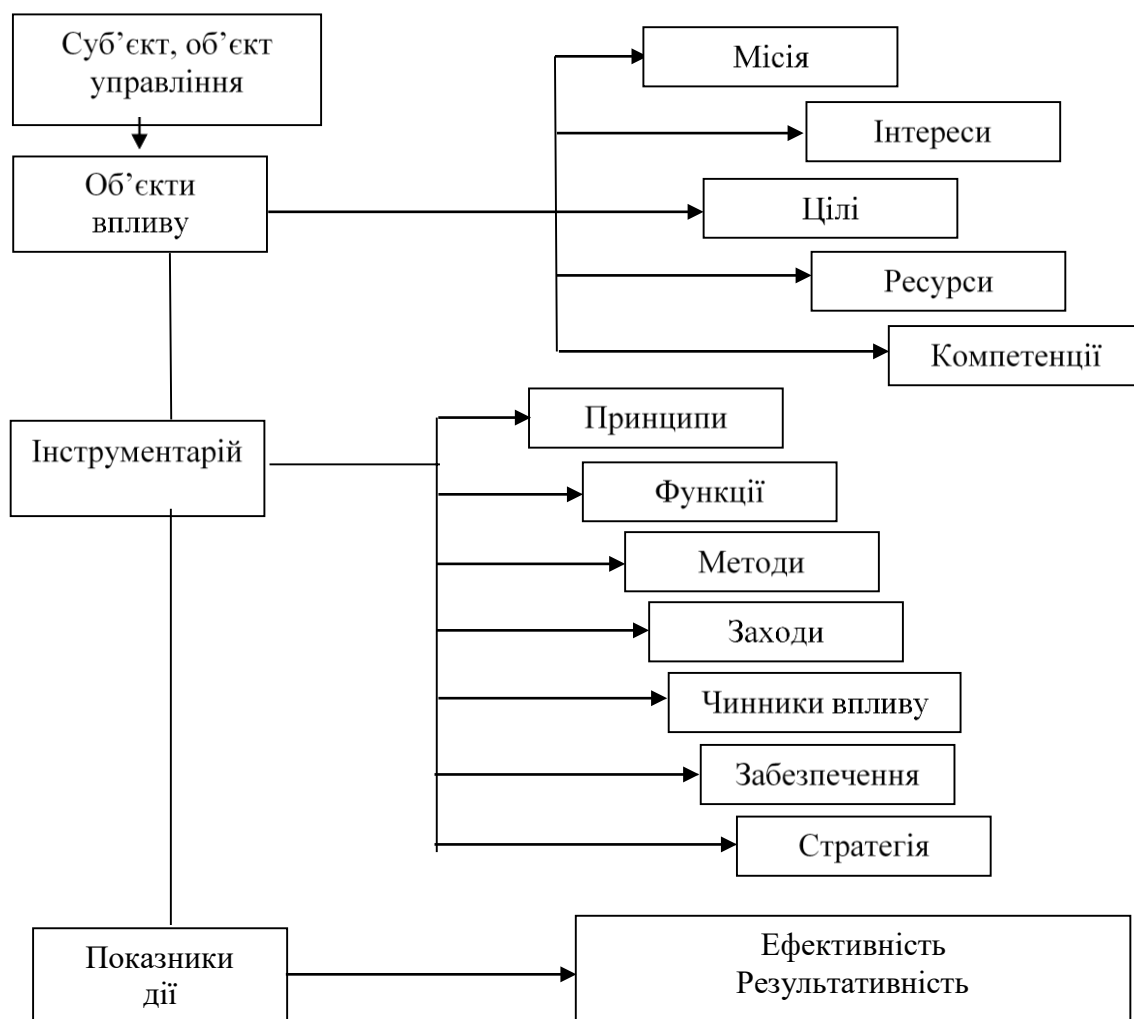 Суб’єкт, об’єкт
управління
Місія
Інтереси
Об’єкти
впливу
Цілі
Ресурси
Компетенції
Принципи
Інструментарій
Функції
Методи
Заходи
Чинники впливу
Забезпечення
Стратегія
Показники
дії
Ефективність
Результативність